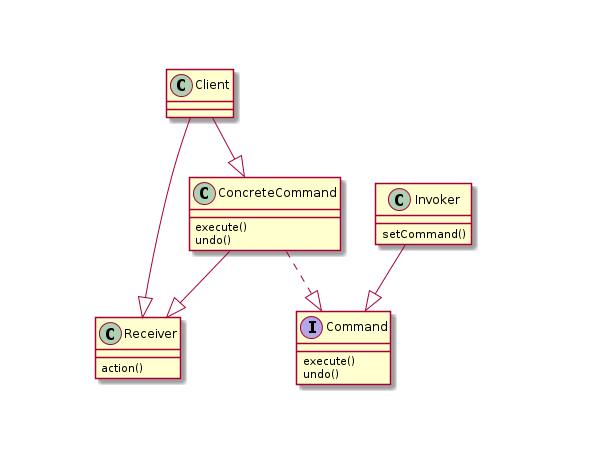 C Client
C ConcreteCommand
execute()
undo()
C Invoker
setCommand()
C Receiver
action()
I Command
execute()
undo()